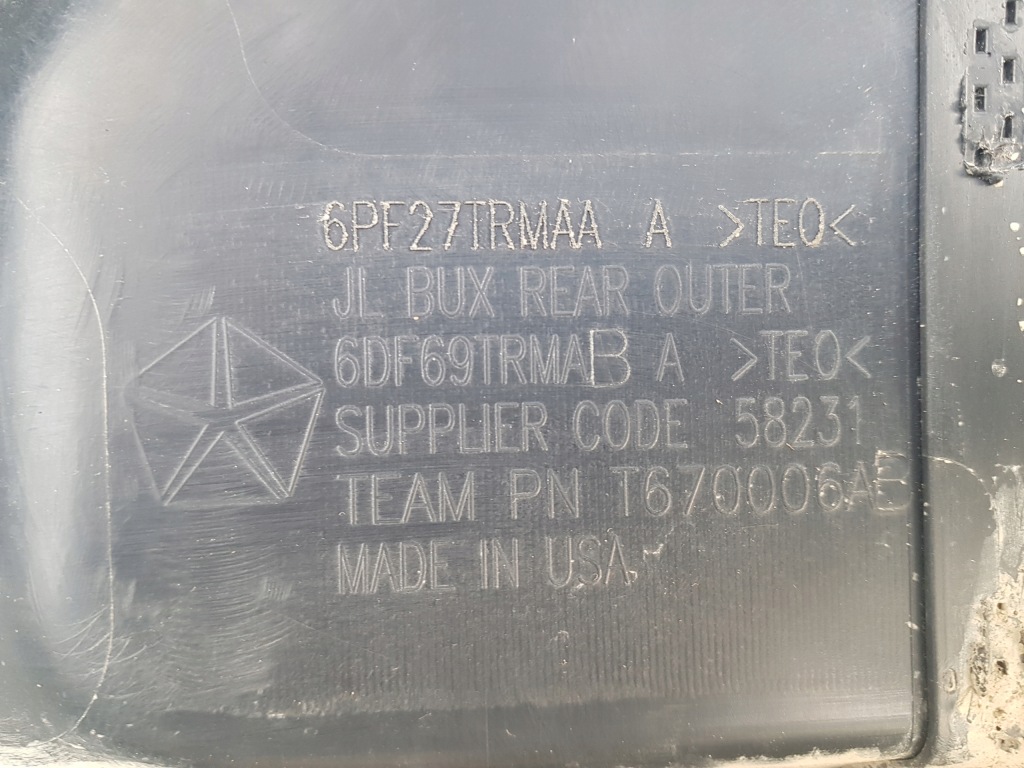 6PF27TRMAA A >TEO<
JL BUX REAR OUTER
6DF69TRMAB A >TEO<
SUPPLIER CODE 58231
TEAM PN T670006AB
MADE IN USA